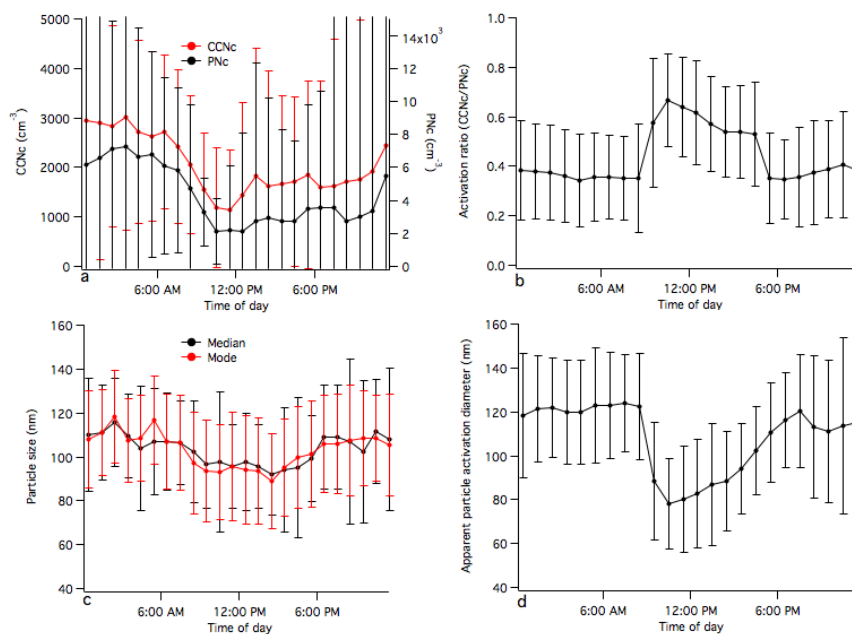 5000
4000
3000
2000
1000
0
CCNc (cm⁻³)
CCNc
PNc
14x10³
12
10
8
6
4
2
0
PNc (cm⁻³)
a
6:00 AM
12:00 PM
6:00 PM
Time of day
1.0
0.8
0.6
0.4
0.2
0.0
Activation ratio (CCNc/PNc)
b
6:00 AM
12:00 PM
6:00 PM
Time of day
160
140
120
100
80
60
40
Particle size (nm)
Median
Mode
c
6:00 AM
12:00 PM
6:00 PM
Time of day
160
140
120
100
80
60
40
Apparent particle activation diameter (nm)
d
6:00 AM
12:00 PM
6:00 PM
Time of day